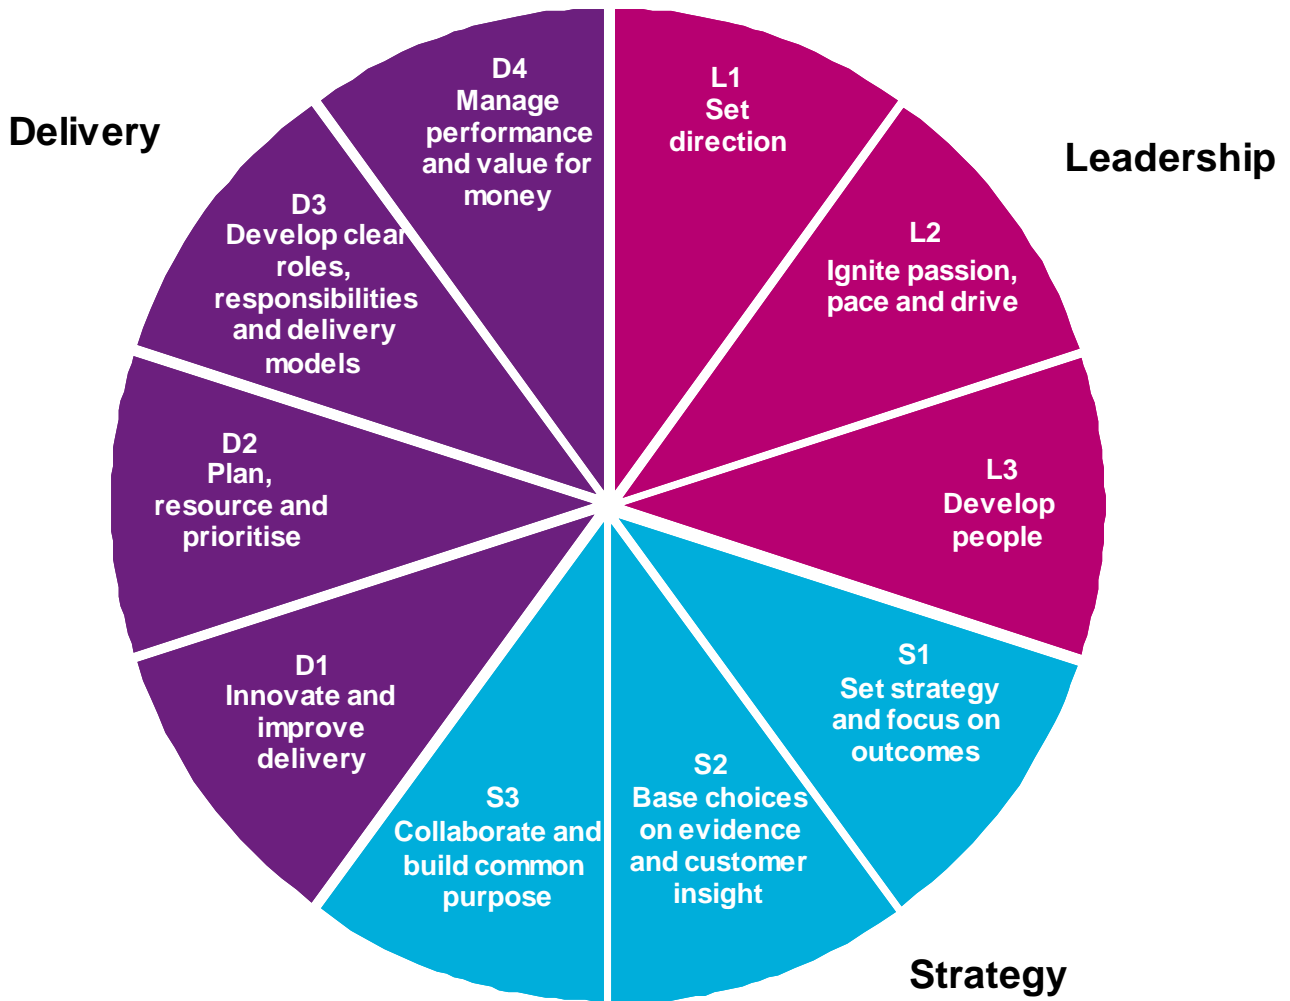 Delivery
Leadership
Strategy
L1
Set
direction
L2
Ignite passion,
pace and drive
L3
Develop
people
S1
Set strategy
and focus on
outcomes
S2
Base choices
on evidence
and customer
insight
S3
Collaborate and
build common
purpose
D1
Innovate and
improve
delivery
D2
Plan,
resource and
prioritise
D3
Develop clear
roles,
responsibilities
and delivery
models
D4
Manage
performance
and value for
money